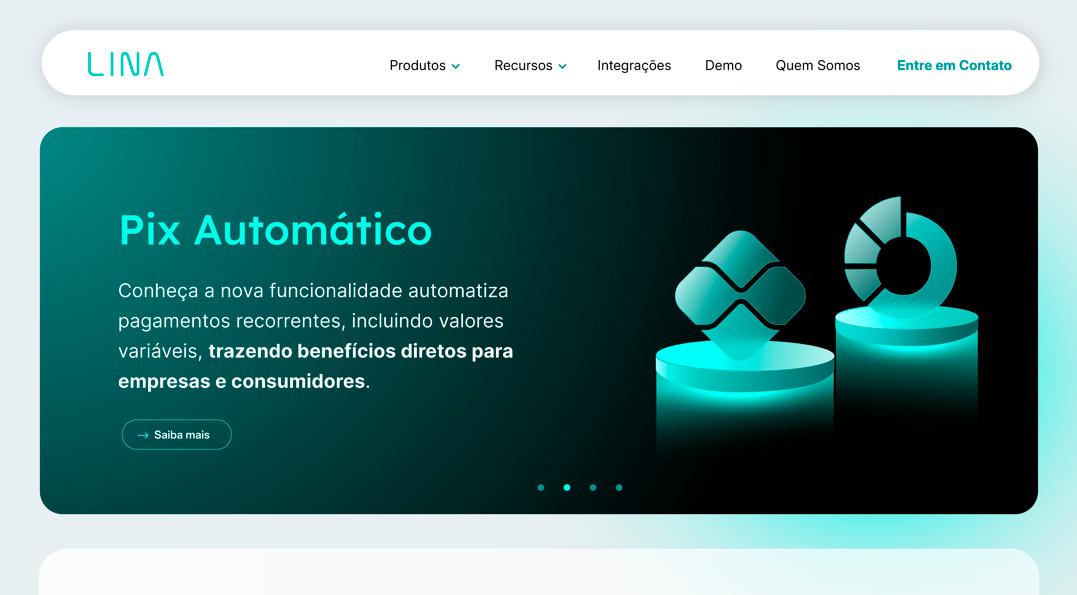 LINA
Produtos
Recursos
Integrações
Demo
Quem Somos
Entre em Contato
Pix Automático
Conheça a nova funcionalidade automatiza
pagamentos recorrentes, incluindo valores
variáveis, trazendo benefícios diretos para
empresas e consumidores.
→ Saiba mais